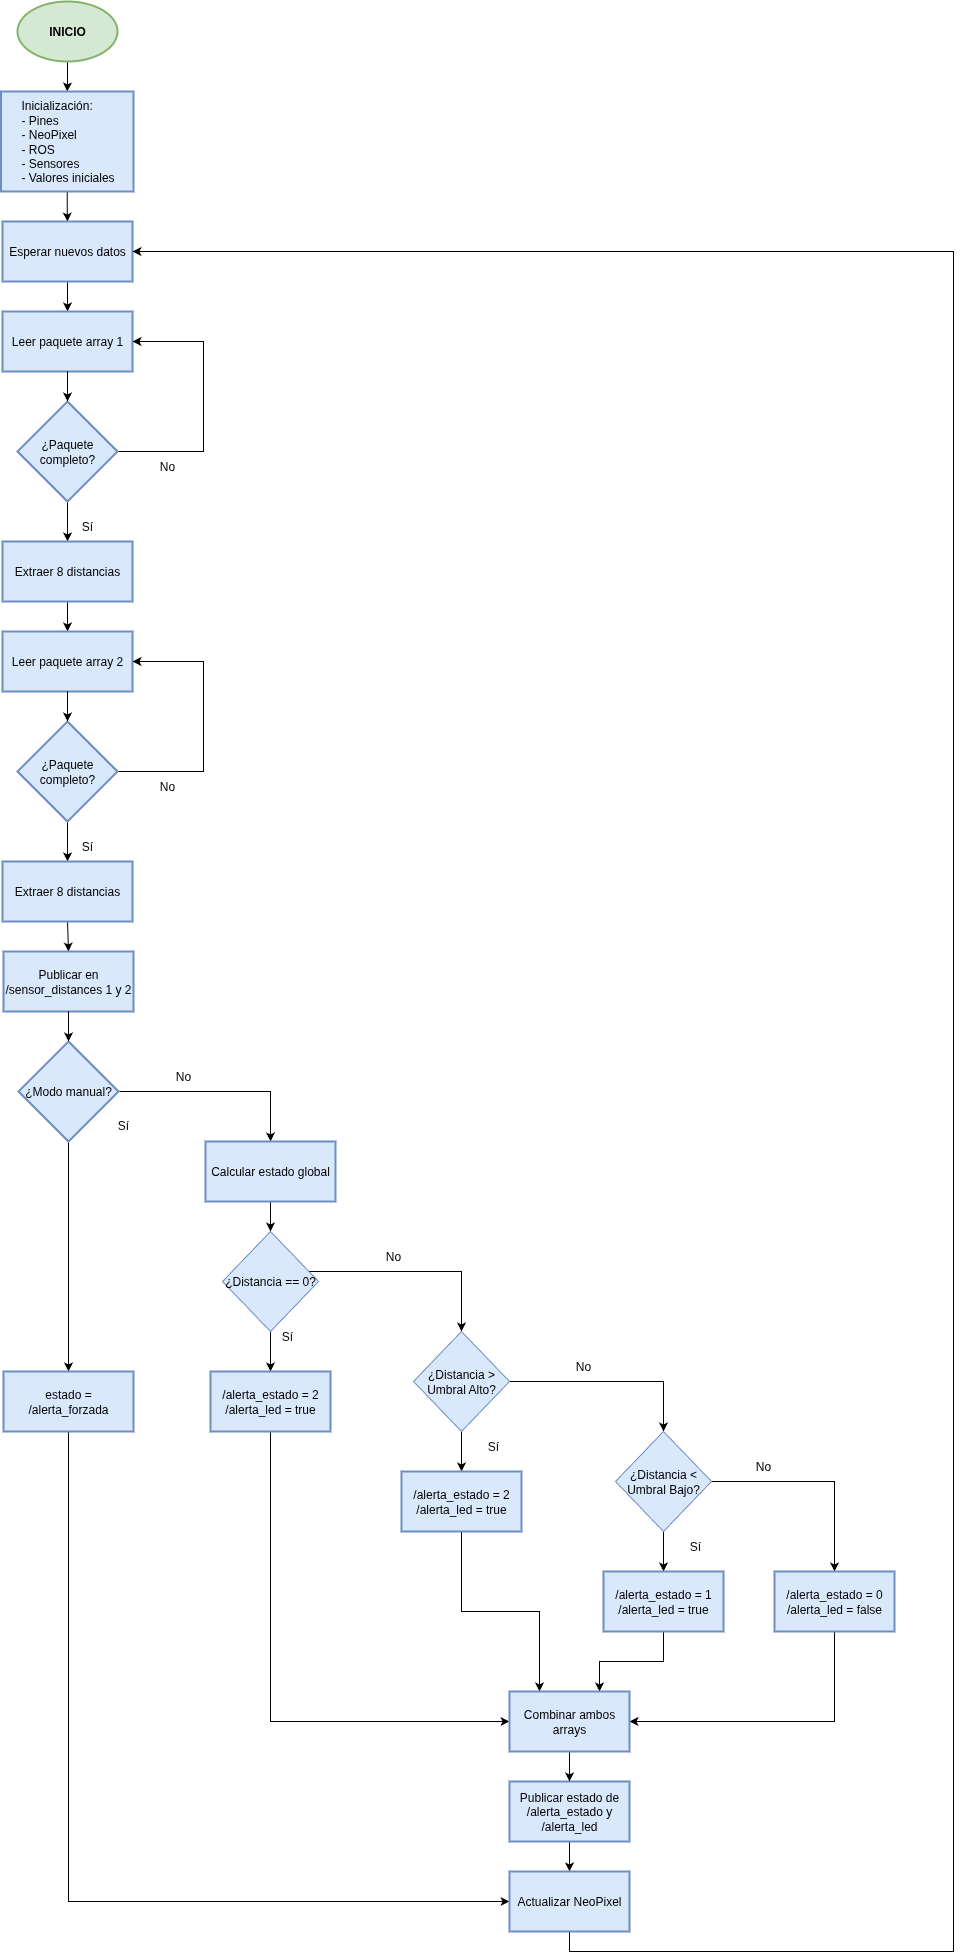 INICIO
Inicialización:
- Pines
- NeoPixel
- ROS
- Sensores
- Valores iniciales
Esperar nuevos datos
Leer paquete array 1
¿Paquete
completo?
No
Sí
Extraer 8 distancias
Leer paquete array 2
¿Paquete
completo?
No
Sí
Extraer 8 distancias
Publicar en
/sensor_distances 1 y 2
¿Modo manual?
No
Sí
Calcular estado global
¿Distancia == 0?
No
Sí
estado =
/alerta_forzada
/alerta_estado = 2
/alerta_led = true
¿Distancia >
Umbral Alto?
No
Sí
/alerta_estado = 2
/alerta_led = true
¿Distancia <
Umbral Bajo?
No
Sí
/alerta_estado = 1
/alerta_led = true
/alerta_estado = 0
/alerta_led = false
Combinar ambos
arrays
Publicar estado de
/alerta_estado y
/alerta_led
Actualizar NeoPixel